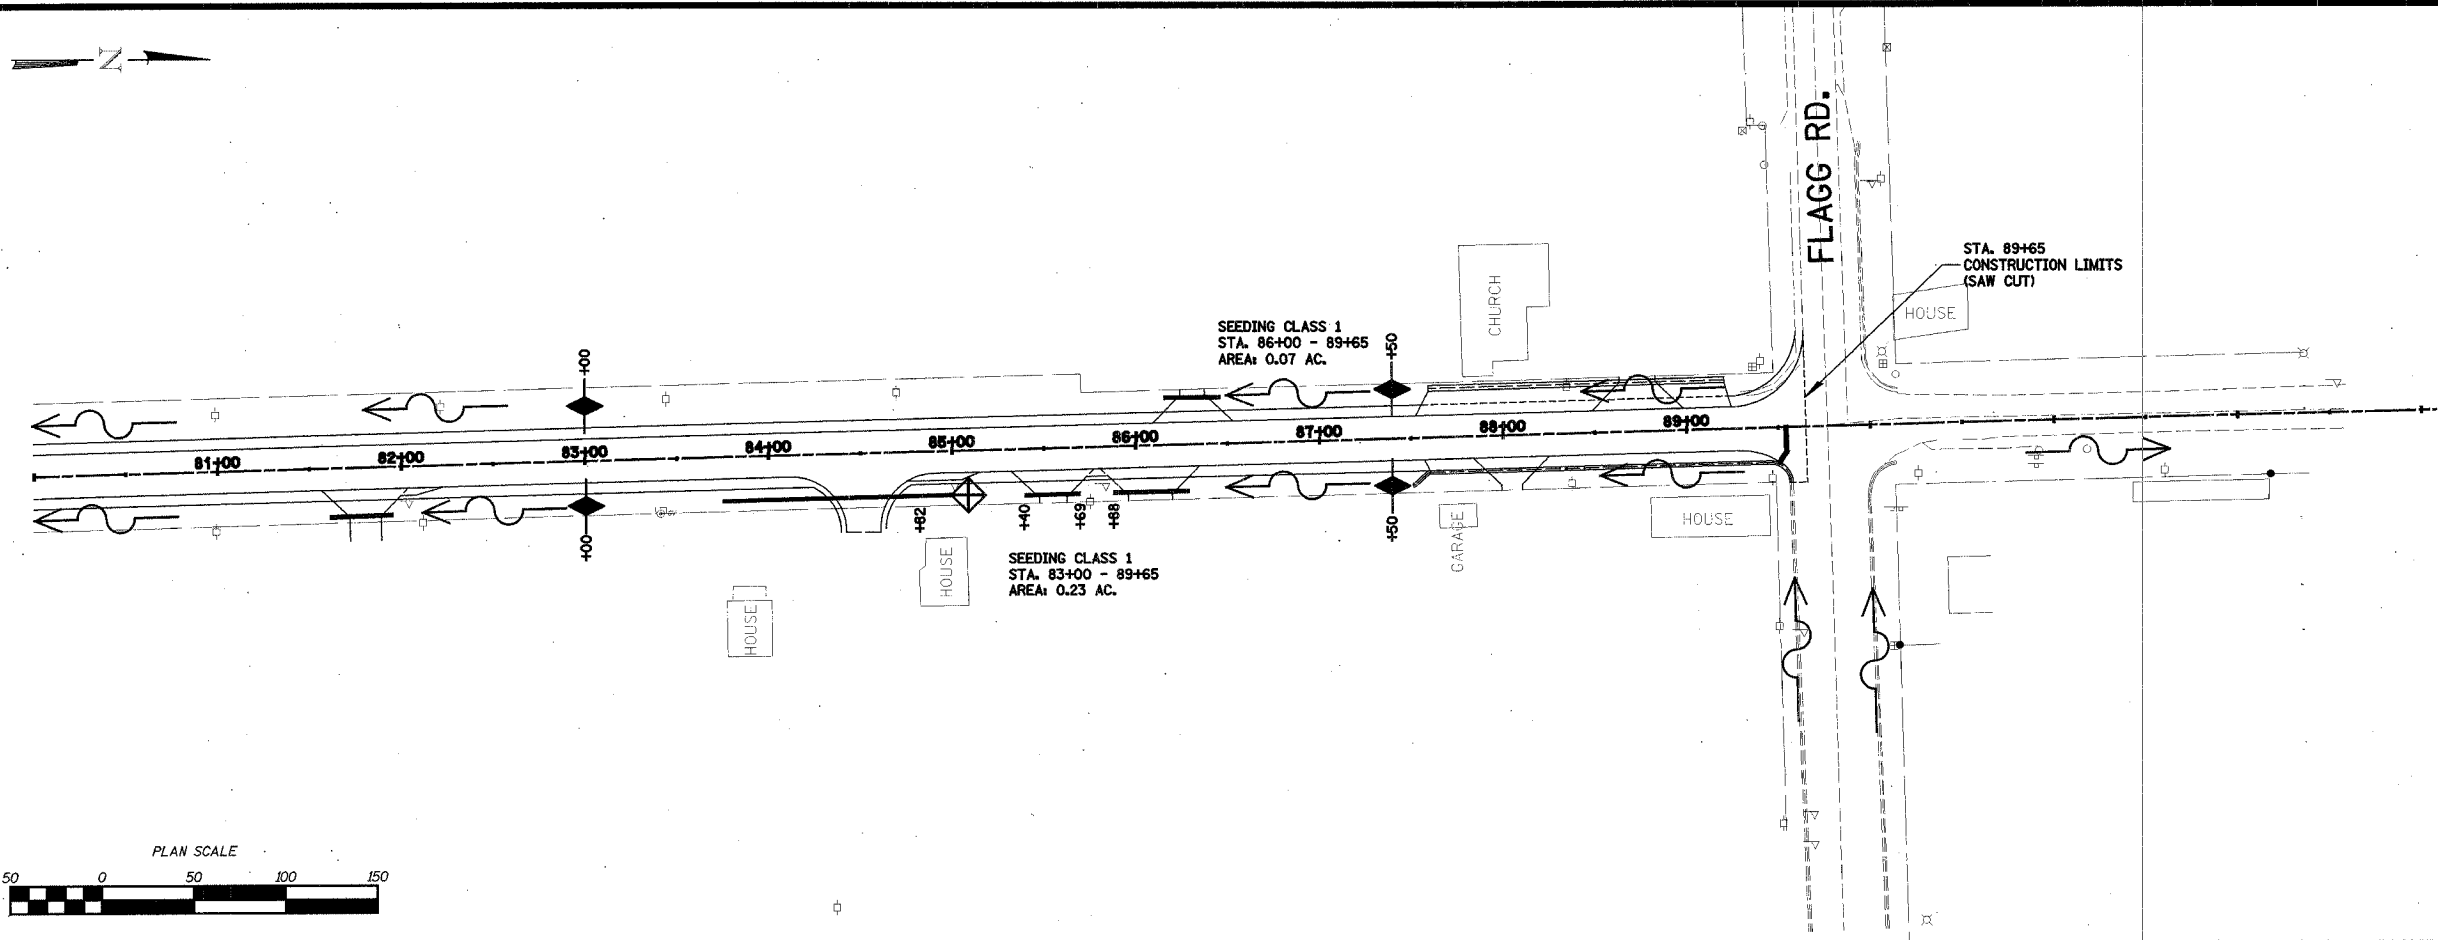 N
FLAGG RD.
STA. 89+65
CONSTRUCTION LIMITS
(SAW CUT)
HOUSE
CHURCH
SEEDING CLASS 1
STA. 86+00 - 89+65
AREA: 0.07 AC.
+00
+50
81+00
82+00
83+00
84+00
85+00
86+00
87+00
88+00
89+00
+00
+82
+40
+69
+88
+50
GARAGE
HOUSE
HOUSE
HOUSE
SEEDING CLASS 1
STA. 83+00 - 89+65
AREA: 0.23 AC.
PLAN SCALE
50 0 50 100 150